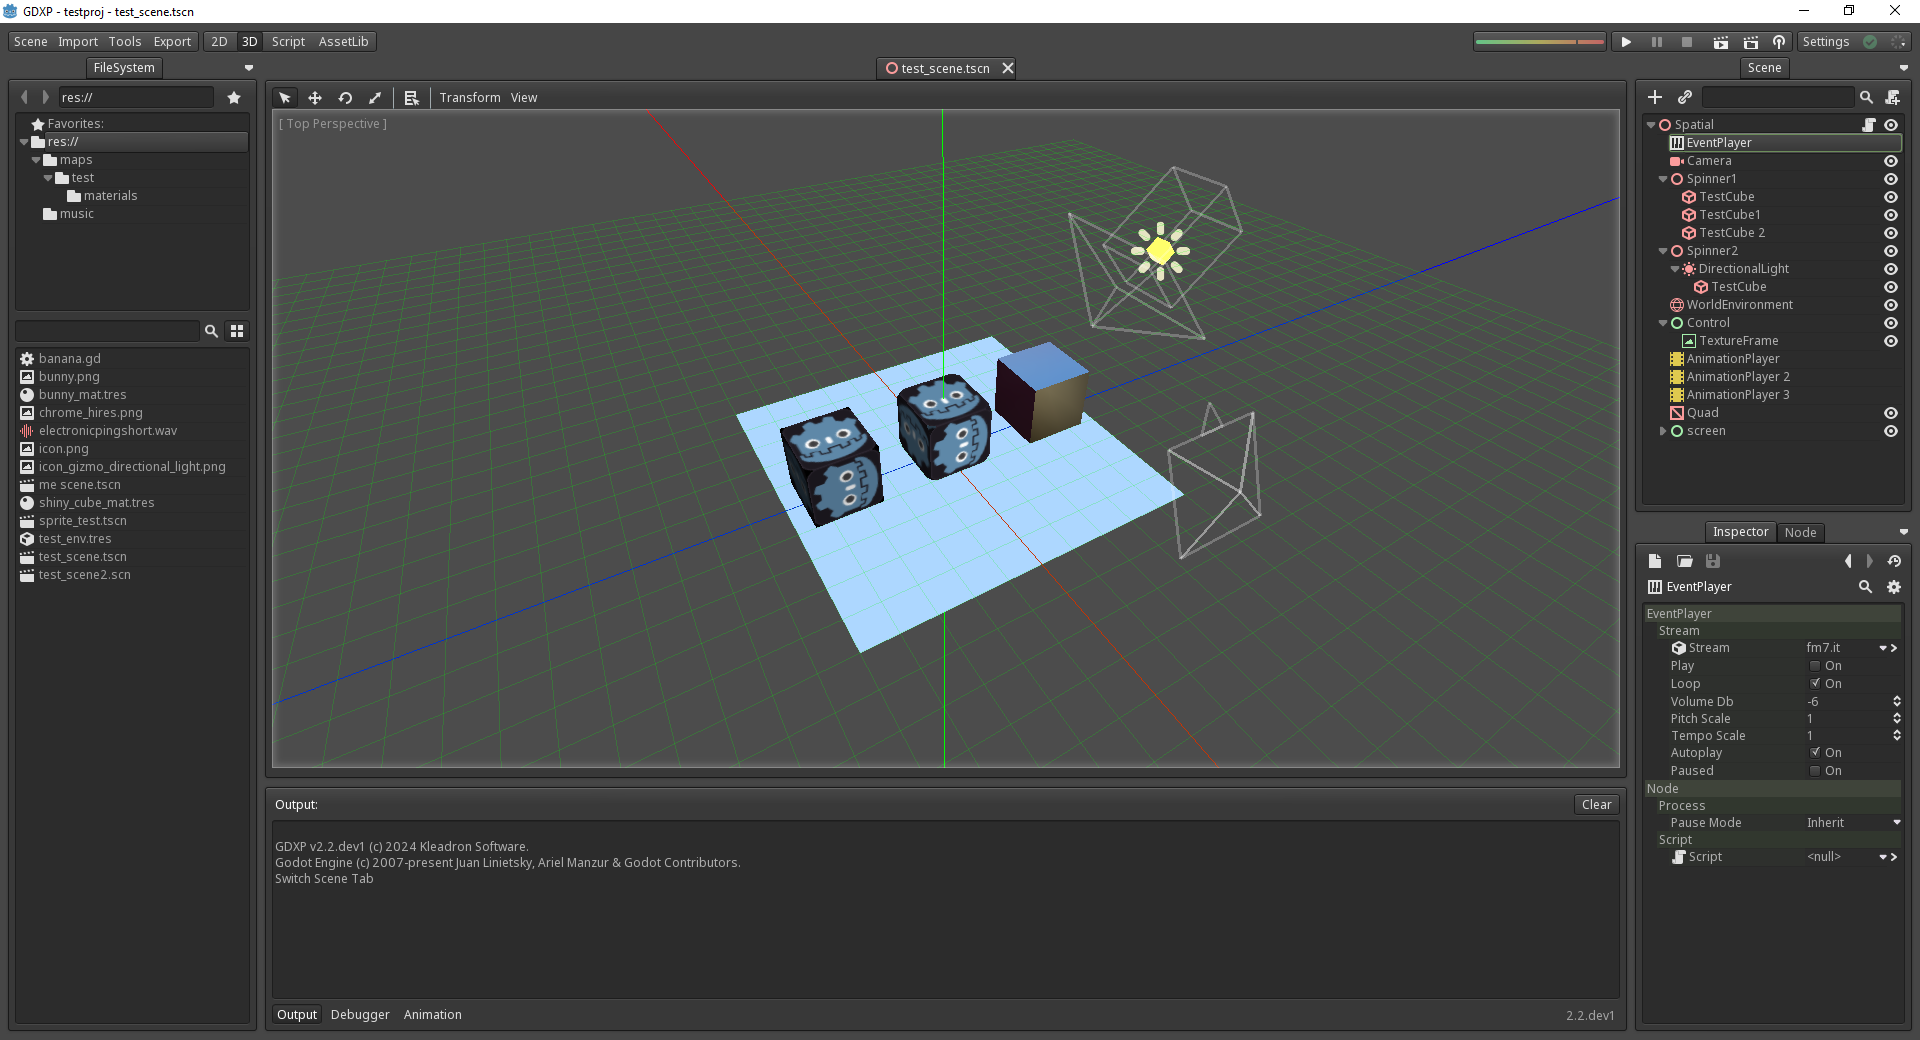 GDXP - testproj - test_scene.tscn
Scene Import Tools Export 2D 3D Script AssetLib Settings
FileSystem
res://
Favorites:
res://
maps
test
materials
music
banana.gd
bunny.png
bunny_mat.tres
chrome_hires.png
electronicpingshort.wav
icon.png
icon_gizmo_directional_light.png
me scene.tscn
shiny_cube_mat.tres
sprite_test.tscn
test_env.tres
test_scene.tscn
test_scene2.scn
test_scene.tscn
Transform View
[ Top Perspective ]
Output:
Clear
GDXP v2.2.dev1 (c) 2024 Kleadron Software.
Godot Engine (c) 2007-present Juan Linietsky, Ariel Manzur & Godot Contributors.
Switch Scene Tab
Output Debugger Animation
2.2.dev1
Scene
Spatial
EventPlayer
Camera
Spinner1
TestCube
TestCube1
TestCube 2
Spinner2
DirectionalLight
TestCube
WorldEnvironment
Control
TextureFrame
AnimationPlayer
AnimationPlayer 2
AnimationPlayer 3
Quad
screen
Inspector Node
EventPlayer
EventPlayer
Stream
Stream fm7.it
Play On
Loop On
Volume Db -6
Pitch Scale 1
Tempo Scale 1
Autoplay On
Paused On
Node
Process
Pause Mode Inherit
Script
Script <null>